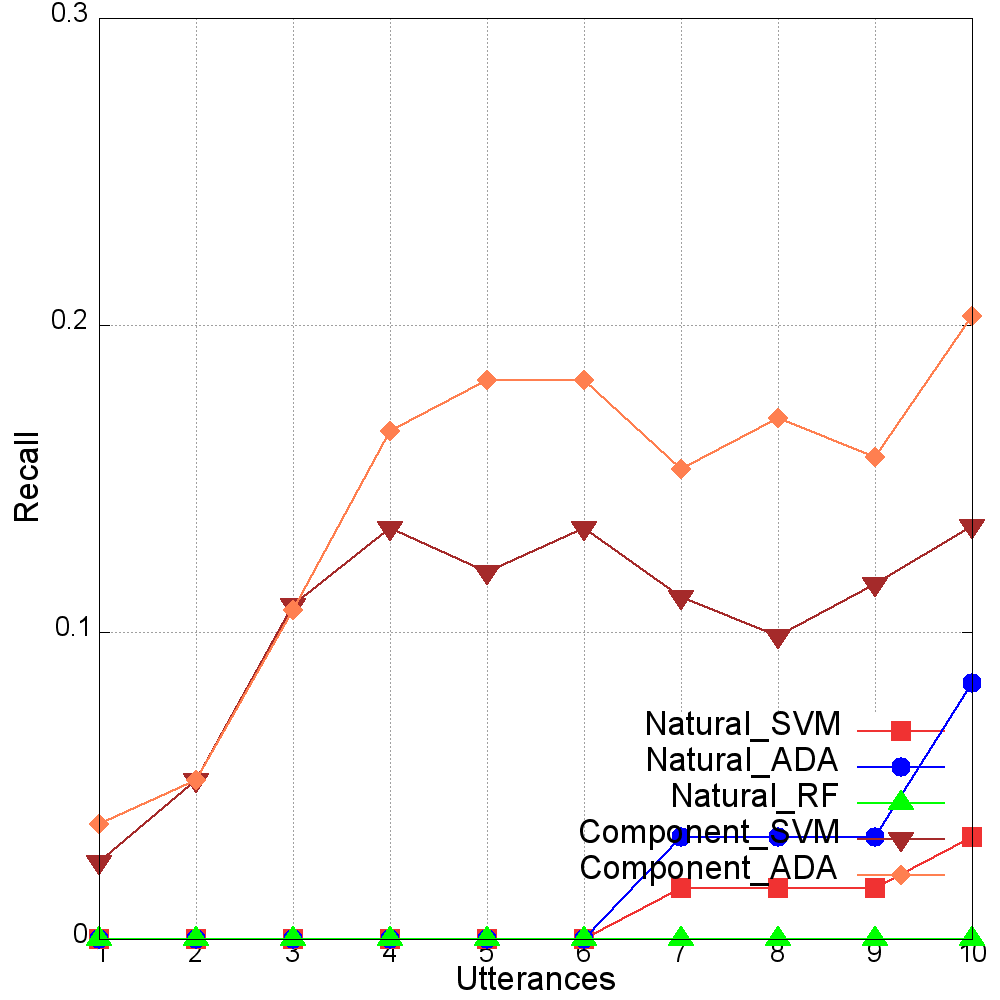 0.3
0.2
Recall
0.1
Natural_SVM
Natural_ADA
Natural_RF
Component_SVM
Component_ADA
0
1 2 3 4 5 6 7 8 9 10
Utterances